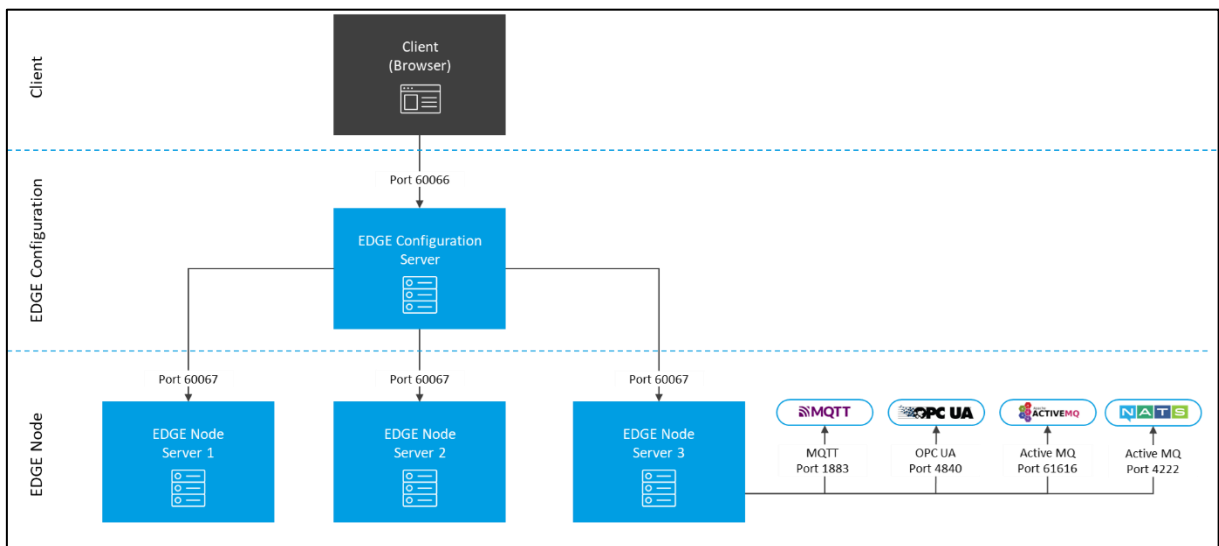 Client
Client
(Browser)
Port 60066
EDGE Configuration
EDGE Configuration
Server
Port 60067
Port 60067
Port 60067
EDGE Node
EDGE Node
Server 1
EDGE Node
Server 2
EDGE Node
Server 3
MQTT
OPC UA
ACTIVEMQ
NATS
MQTT
Port 1883
OPC UA
Port 4840
Active MQ
Port 61616
Active MQ
Port 4222